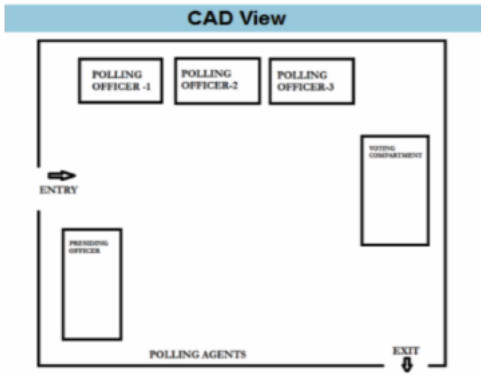 CAD View
POLLING
OFFICER -1
POLLING
OFFICER-2
POLLING
OFFICER-3
VOTING
COMPARTMENT
ENTRY
PRESIDING
OFFICER
POLLING AGENTS
EXIT